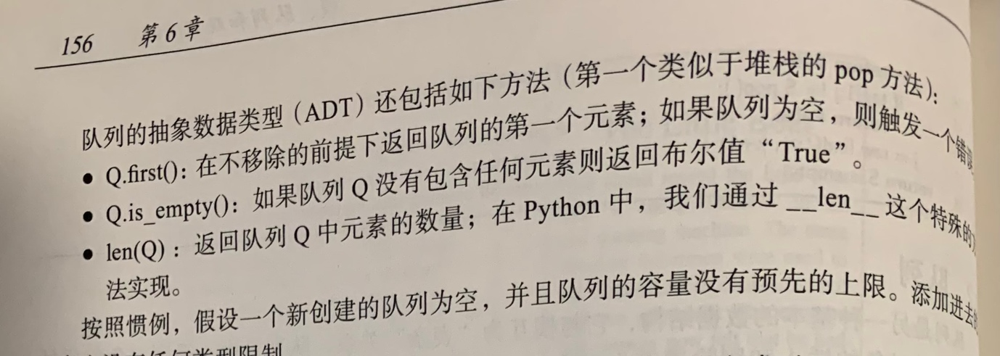 156 第6章
队列的抽象数据类型（ADT）还包括如下方法（第一个类似于堆栈的 pop 方法）：
● Q.first()：在不移除的前提下返回队列的第一个元素；如果队列为空，则触发一个错误
● Q.is_empty()：如果队列 Q 没有包含任何元素则返回布尔值“True”。
● len(Q)：返回队列 Q 中元素的数量；在 Python 中，我们通过 __len__ 这个特殊的
法实现。
按照惯例，假设一个新创建的队列为空，并且队列的容量没有预先的上限。添加进去
没有任何类型限制